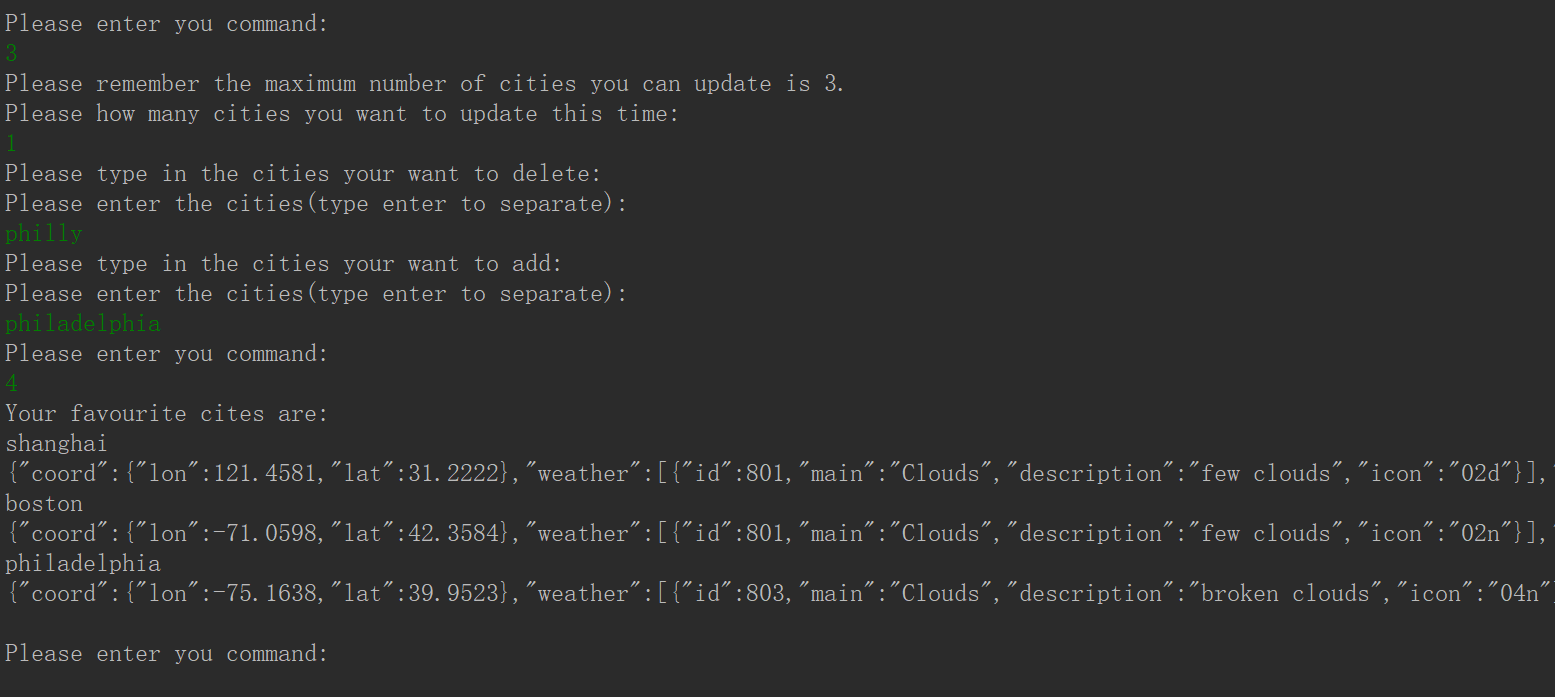 Please enter you command:
3
Please remember the maximum number of cities you can update is 3.
Please how many cities you want to update this time:
1
Please type in the cities your want to delete:
Please enter the cities(type enter to separate):
philly
Please type in the cities your want to add:
Please enter the cities(type enter to separate):
philadelphia
Please enter you command:
4
Your favourite cites are:
shanghai
{"coord":{"lon":121.4581,"lat":31.2222},"weather":[{"id":801,"main":"Clouds","description":"few clouds","icon":"02d"}],
boston
{"coord":{"lon":-71.0598,"lat":42.3584},"weather":[{"id":801,"main":"Clouds","description":"few clouds","icon":"02n"}],
philadelphia
{"coord":{"lon":-75.1638,"lat":39.9523},"weather":[{"id":803,"main":"Clouds","description":"broken clouds","icon":"04n"
Please enter you command: